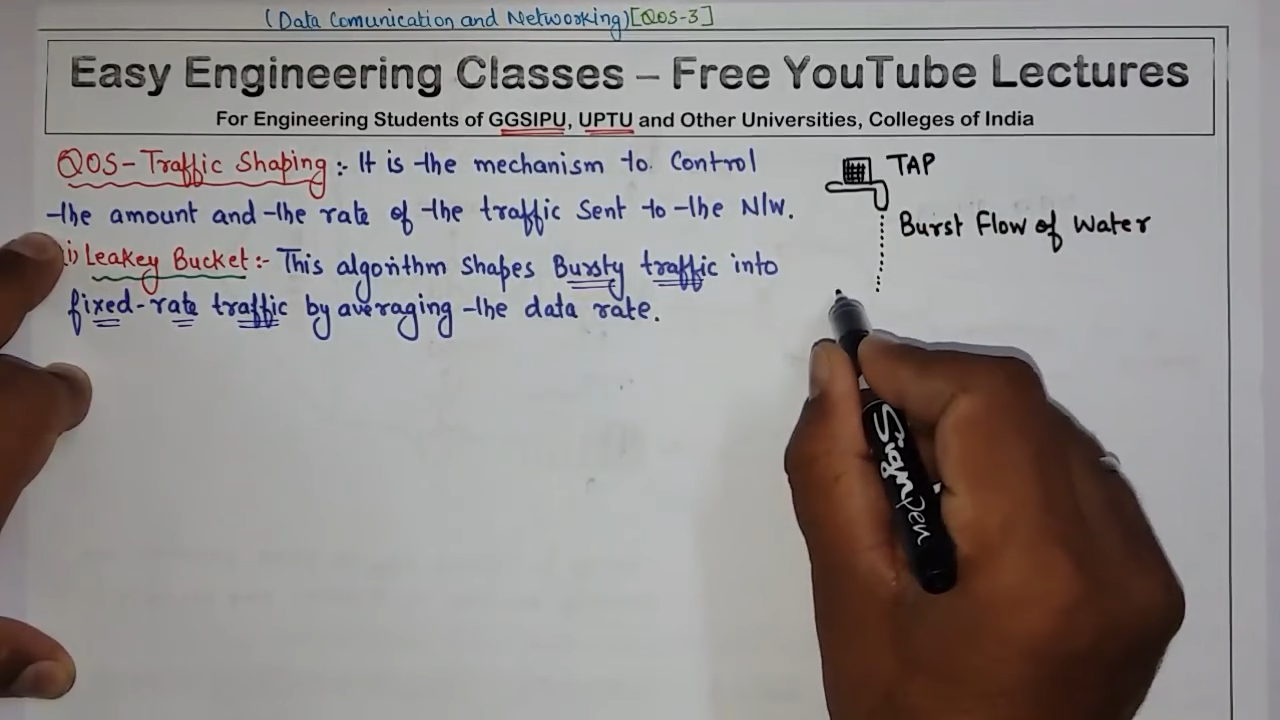 (Data Comunication and Networking)[QOS-3]
Easy Engineering Classes – Free YouTube Lectures
For Engineering Students of GGSIPU, UPTU and Other Universities, Colleges of India
QOS-Traffic Shaping :- It is the mechanism to control
the amount and the rate of the traffic sent to the N/w.
i) Leakey Bucket :- This algorithm shapes Bursty traffic into
fixed-rate traffic by averaging the data rate.
TAP
Burst Flow of Water
Sign pen